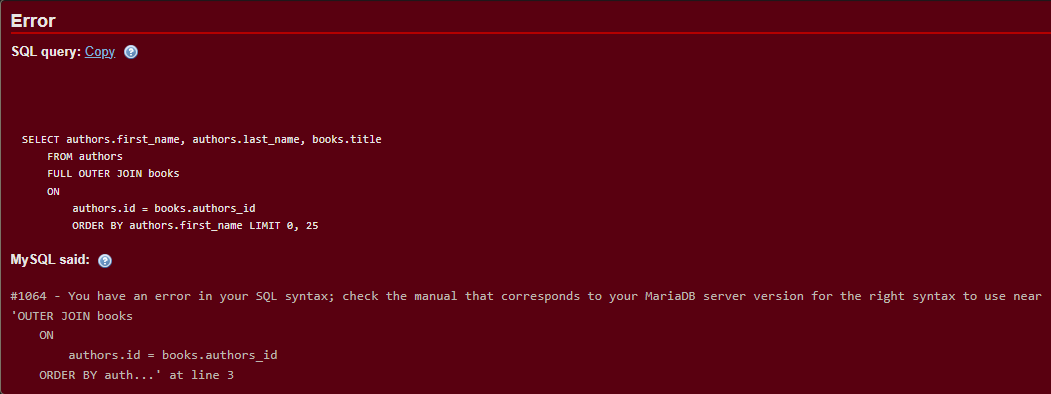 Error
SQL query: Copy
SELECT authors.first_name, authors.last_name, books.title
FROM authors
FULL OUTER JOIN books
ON
authors.id = books.authors_id
ORDER BY authors.first_name LIMIT 0, 25
MySQL said:
#1064 - You have an error in your SQL syntax; check the manual that corresponds to your MariaDB server version for the right syntax to use near
'OUTER JOIN books
ON
authors.id = books.authors_id
ORDER BY auth...' at line 3